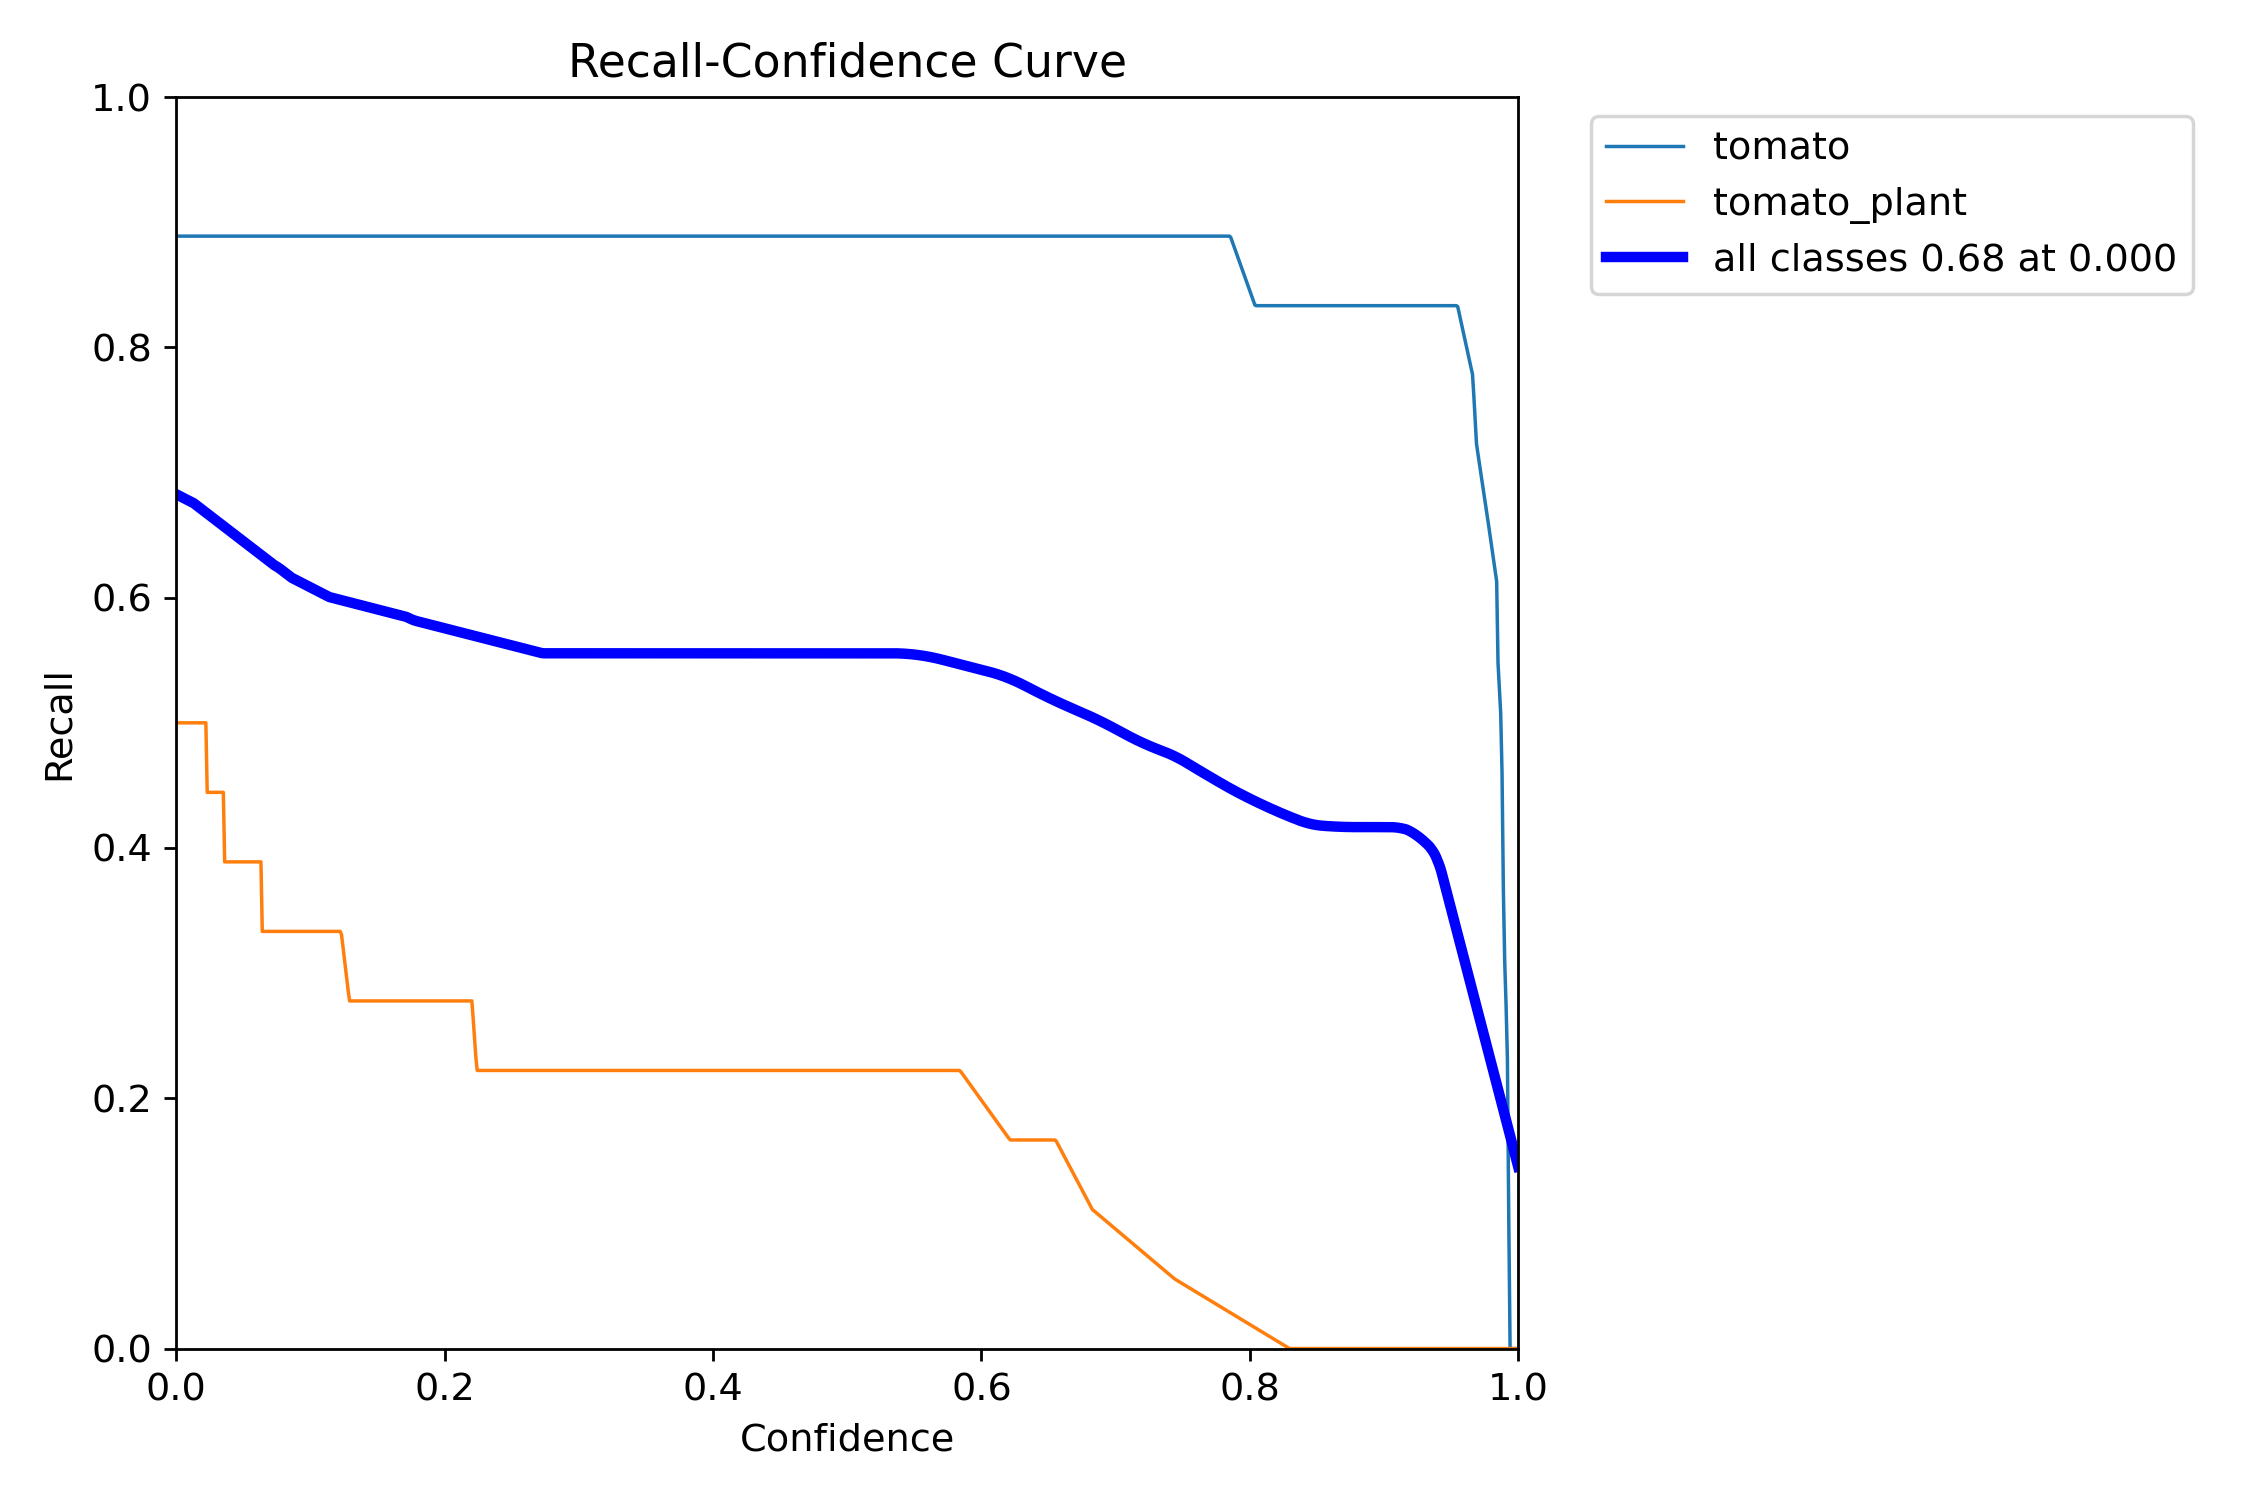 Recall-Confidence Curve
1.0
0.8
0.6
0.4
0.2
0.0
Recall
0.0 0.2 0.4 0.6 0.8 1.0
Confidence
tomato
tomato_plant
all classes 0.68 at 0.000